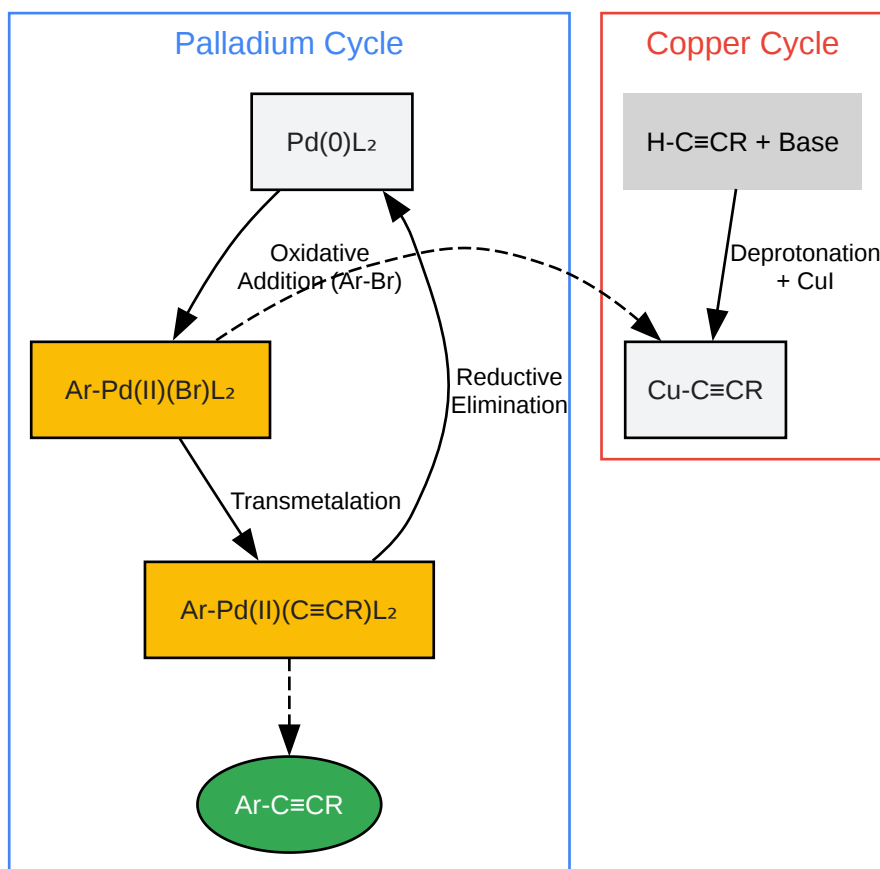 Palladium Cycle
Copper Cycle
Pd(0)L₂
H-C≡CR + Base
Oxidative
Addition (Ar-Br)
Deprotonation
+ CuI
Ar-Pd(II)(Br)L₂
Reductive
Elimination
Cu-C≡CR
Transmetalation
Ar-Pd(II)(C≡CR)L₂
Ar-C≡CR